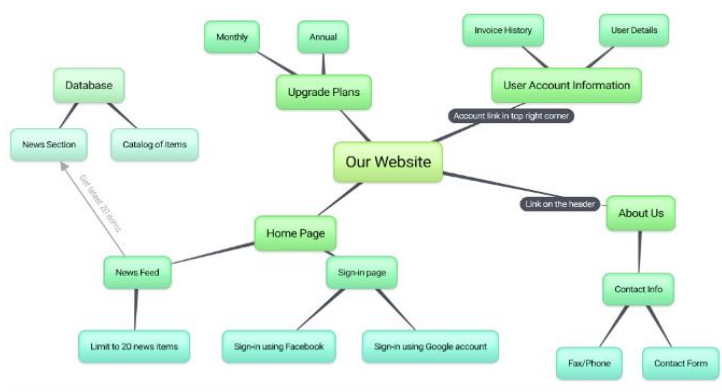 Monthly
Annual
Invoice History
User Details
Database
Upgrade Plans
User Account Information
Account link in top right corner
News Section
Catalog of items
Our Website
Get latest 20 items
Link on the header
About Us
Home Page
News Feed
Sign-in page
Contact Info
Limit to 20 news items
Sign-in using Facebook
Sign-in using Google account
Fax/Phone
Contact Form